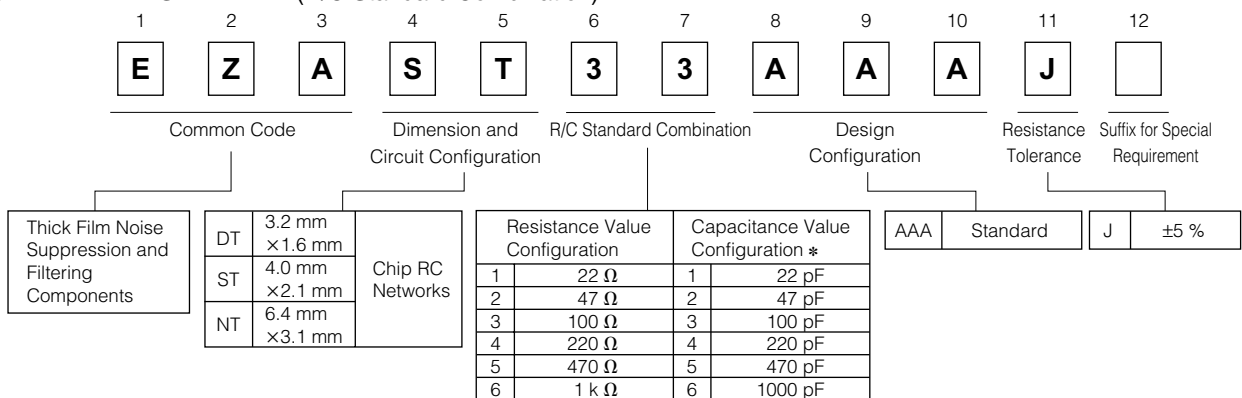 1 2 3 4 5 6 7 8 9 10 11 12
E Z A S T 3 3 A A A J
Common Code
Dimension and
Circuit Configuration
R/C Standard Combination
Design
Configuration
Resistance
Tolerance
Suffix for Special
Requirement
Thick Film Noise
Suppression and
Filtering
Components
DT 3.2 mm
×1.6 mm
ST 4.0 mm
×2.1 mm
NT 6.4 mm
×3.1 mm
Chip RC
Networks
Resistance Value
Configuration
Capacitance Value
Configuration *
1 22 Ω 1 22 pF
2 47 Ω 2 47 pF
3 100 Ω 3 100 pF
4 220 Ω 4 220 pF
5 470 Ω 5 470 pF
6 1 k Ω 6 1000 pF
AAA Standard
J ±5 %